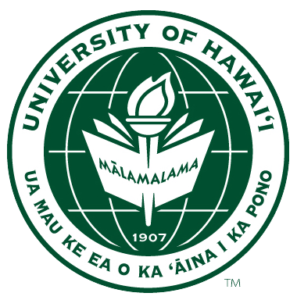 UNIVERSITY OF HAWAIʻI
MĀLAMALAMA
1907
UA MAU KE EA O KA ʻĀINA I KA PONO
TM